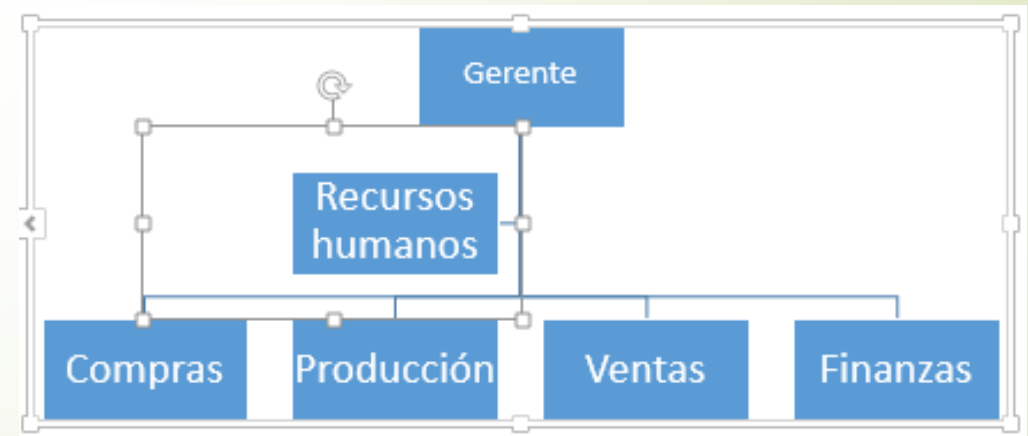 Gerente
Recursos
humanos
Compras
Producción
Ventas
Finanzas